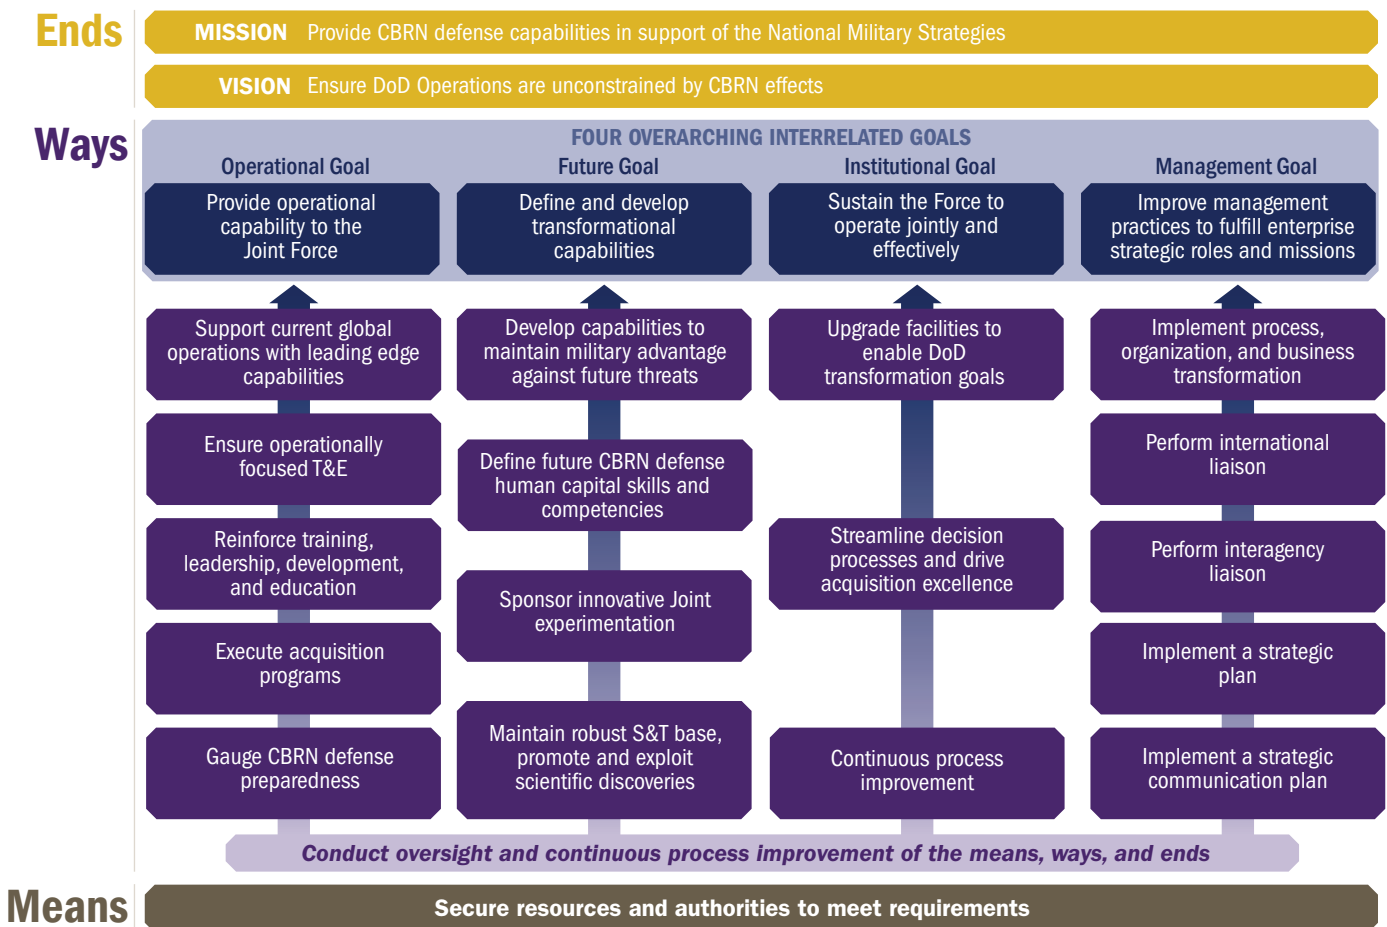 Ends
MISSION Provide CBRN defense capabilities in support of the National Military Strategies
VISION Ensure DoD Operations are unconstrained by CBRN effects
Ways
FOUR OVERARCHING INTERRELATED GOALS
Operational Goal
Provide operational
capability to the
Joint Force
Support current global
operations with leading edge
capabilities
Ensure operationally
focused T&E
Reinforce training,
leadership, development,
and education
Execute acquisition
programs
Gauge CBRN defense
preparedness
Future Goal
Define and develop
transformational
capabilities
Develop capabilities to
maintain military advantage
against future threats
Define future CBRN defense
human capital skills and
competencies
Sponsor innovative Joint
experimentation
Maintain robust S&T base,
promote and exploit
scientific discoveries
Institutional Goal
Sustain the Force to
operate jointly and
effectively
Upgrade facilities to
enable DoD
transformation goals
Streamline decision
processes and drive
acquisition excellence
Continuous process
improvement
Management Goal
Improve management
practices to fulfill enterprise
strategic roles and missions
Implement process,
organization, and business
transformation
Perform international
liaison
Perform interagency
liaison
Implement a strategic
plan
Implement a strategic
communication plan
Conduct oversight and continuous process improvement of the means, ways, and ends
Means
Secure resources and authorities to meet requirements